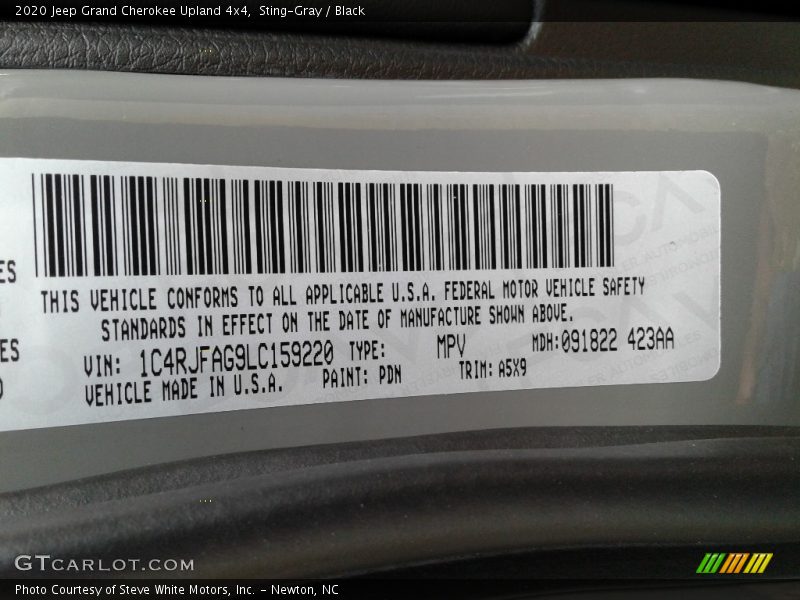 2020 Jeep Grand Cherokee Upland 4x4, Sting-Gray / Black
ES
ES
THIS VEHICLE CONFORMS TO ALL APPLICABLE U.S.A. FEDERAL MOTOR VEHICLE SAFETY
STANDARDS IN EFFECT ON THE DATE OF MANUFACTURE SHOWN ABOVE.
VIN: 1C4RJFAG9LC159220 TYPE: MPV MDH:091822 423AA
VEHICLE MADE IN U.S.A. PAINT: PDN TRIM: A5X9
GTCARLOT.COM
Photo Courtesy of Steve White Motors, Inc. - Newton, NC